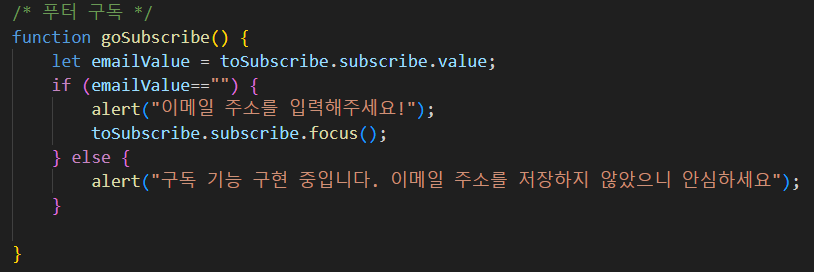 /* 푸터 구독 */
function goSubscribe() {
let emailValue = toSubscribe.subscribe.value;
if (emailValue=="") {
alert("이메일 주소를 입력해주세요!");
toSubscribe.subscribe.focus();
} else {
alert("구독 기능 구현 중입니다. 이메일 주소를 저장하지 않았으니 안심하세요");
}
}